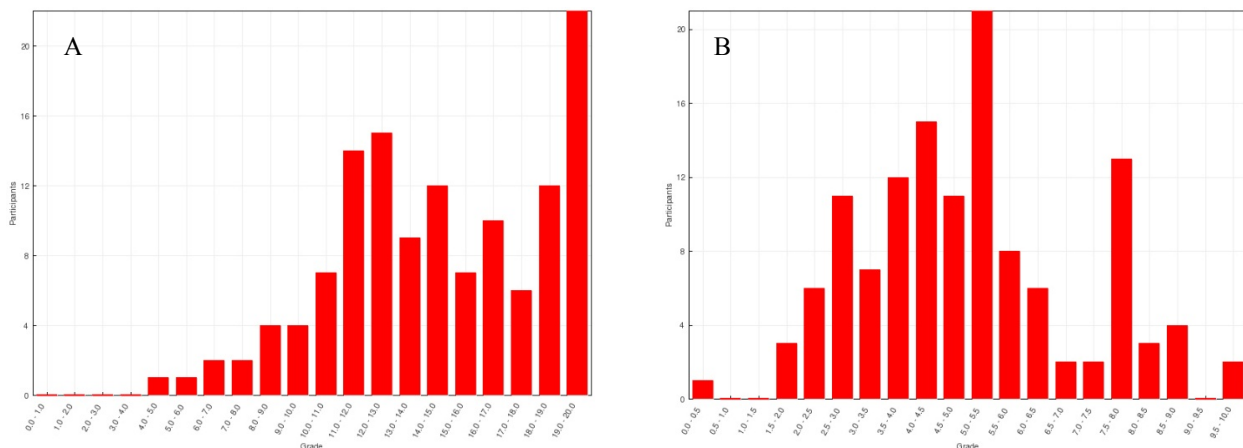 A
Participants
20
16
12
8
4
0
0.0 - 1.0
1.0 - 2.0
2.0 - 3.0
3.0 - 4.0
4.0 - 5.0
5.0 - 6.0
6.0 - 7.0
7.0 - 8.0
8.0 - 9.0
9.0 - 10.0
10.0 - 11.0
11.0 - 12.0
12.0 - 13.0
13.0 - 14.0
14.0 - 15.0
15.0 - 16.0
16.0 - 17.0
17.0 - 18.0
18.0 - 19.0
19.0 - 20.0
Grade
B
Participants
20
16
12
8
4
0
0.0 - 0.5
0.5 - 1.0
1.0 - 1.5
1.5 - 2.0
2.0 - 2.5
2.5 - 3.0
3.0 - 3.5
3.5 - 4.0
4.0 - 4.5
4.5 - 5.0
5.0 - 5.5
5.5 - 6.0
6.0 - 6.5
6.5 - 7.0
7.0 - 7.5
7.5 - 8.0
8.0 - 8.5
8.5 - 9.0
9.0 - 9.5
9.5 - 10.0
Grade